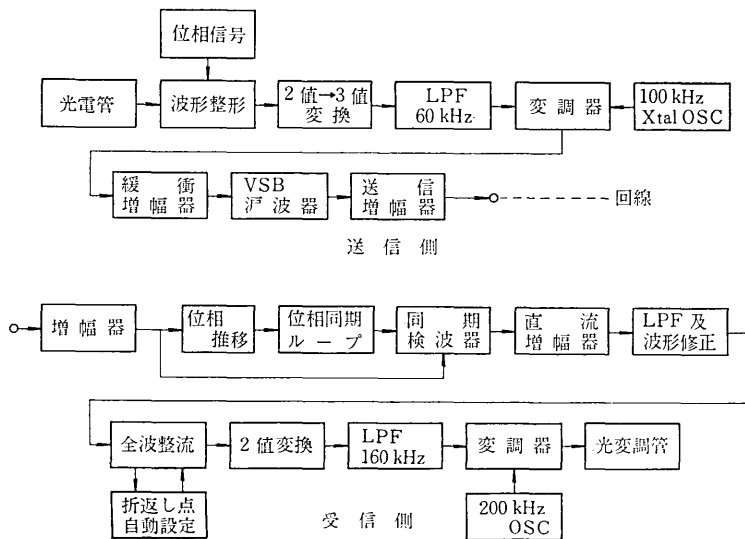 位相信号
光電管
波形整形
2値→3値
変換
LPF
60 kHz
変調器
100 kHz
Xtal OSC
緩衝
増幅器
VSB
沪波器
送信
増幅器
回線
送信側
増幅器
位相
推移
位相同期
ループ
同期
検波器
直流
増幅器
LPF及
波形修正
全波整流
2値変換
LPF
160 kHz
変調器
光変調管
折返し点
自動設定
200 kHz
OSC
受信側